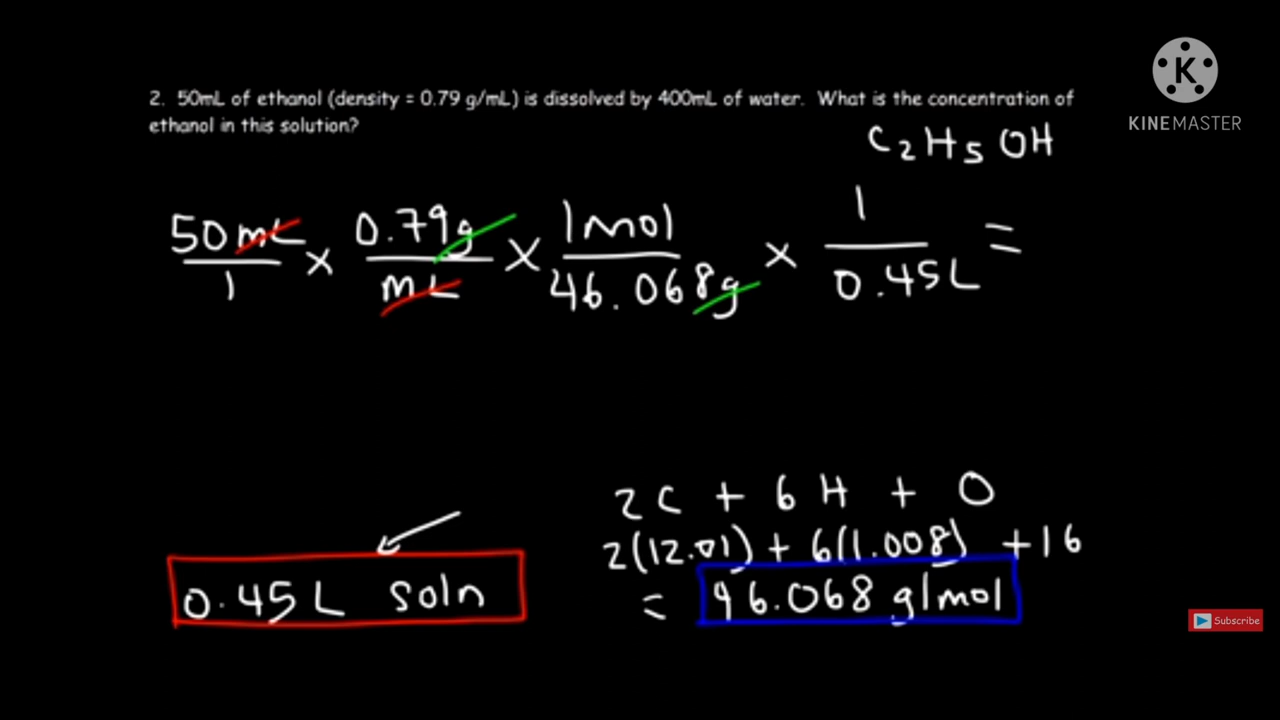 K
KINEMASTER
2. 50mL of ethanol (density = 0.79 g/mL) is dissolved by 400mL of water. What is the concentration of
ethanol in this solution?
C₂H₅OH
50mL/1 × 0.79g/mL × 1mol/46.068g × 1/0.45L =
2C + 6H + O
2(12.01) + 6(1.008) + 16
0.45L soln
= 46.068 g/mol
Subscribe